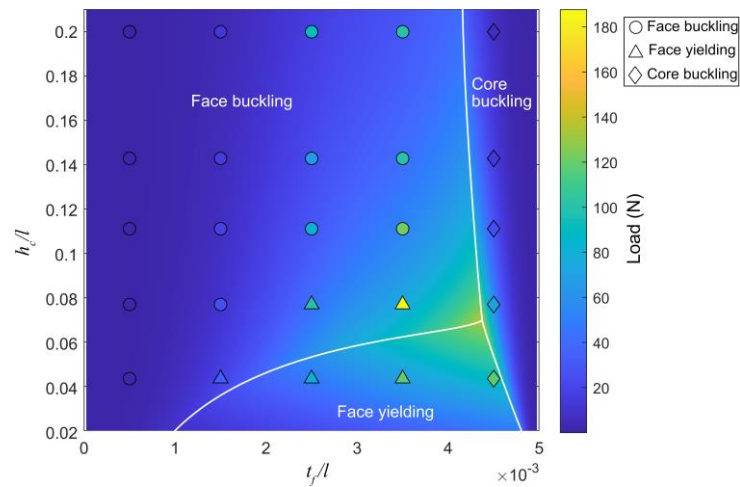 0.2
0.18
0.16
0.14
0.12
0.1
0.08
0.06
0.04
0.02
h_c/l
0
1
2
3
4
5
×10⁻³
t_f/l
Face buckling
Core
buckling
Face yielding
180
160
140
120
100
80
60
40
20
Load (N)
Face buckling
Face yielding
Core buckling